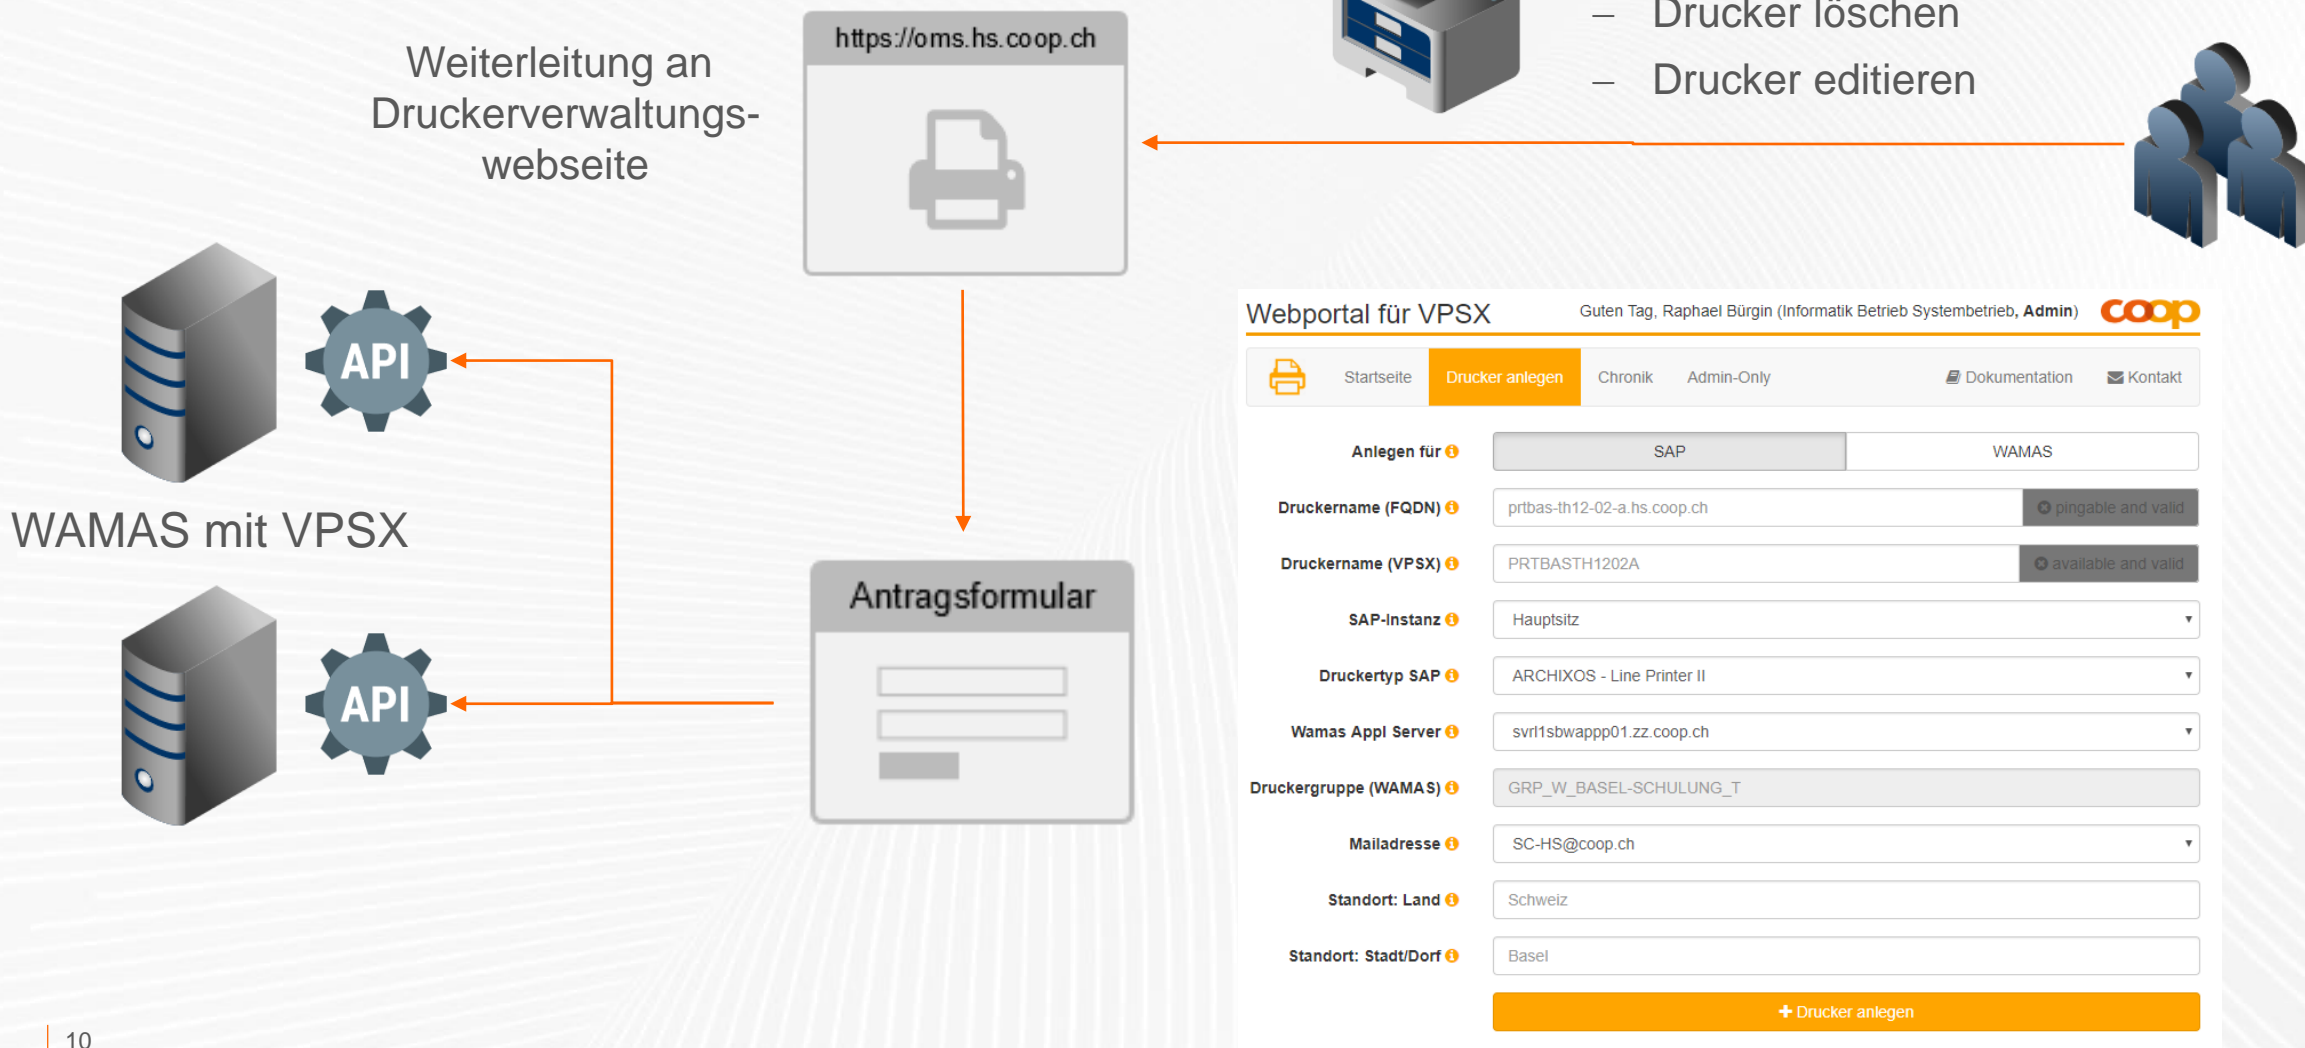 – Drucker löschen
– Drucker editieren
Weiterleitung an
Druckerverwaltungs-
webseite
https://oms.hs.coop.ch
API
WAMAS mit VPSX
API
Antragsformular
Webportal für VPSX
Guten Tag, Raphael Bürgin (Informatik Betrieb Systembetrieb, Admin)
coop
Startseite Drucker anlegen Chronik Admin-Only Dokumentation Kontakt
Anlegen für SAP WAMAS
Druckername (FQDN) prtbas-th12-02-a.hs.coop.ch pingable and valid
Druckername (VPSX) PRTBASTH1202A available and valid
SAP-Instanz Hauptsitz
Druckertyp SAP ARCHIXOS - Line Printer II
Wamas Appl Server svrl1sbwappp01.zz.coop.ch
Druckergruppe (WAMAS) GRP_W_BASEL-SCHULUNG_T
Mailadresse SC-HS@coop.ch
Standort: Land Schweiz
Standort: Stadt/Dorf Basel
+ Drucker anlegen
10